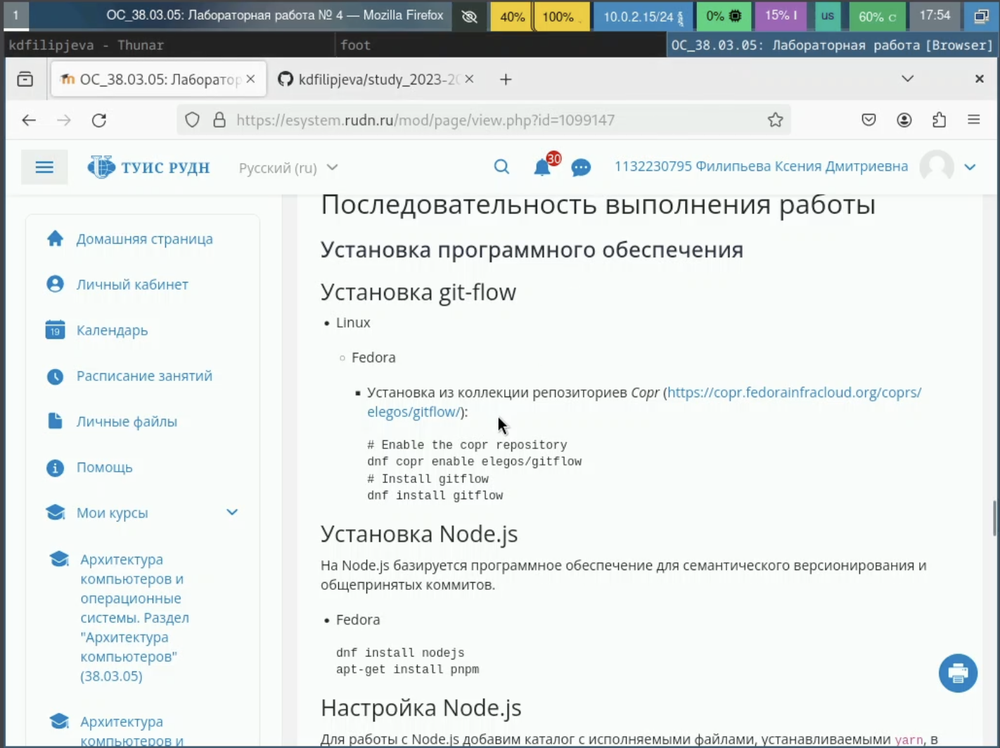 1
ОС_38.03.05: Лабораторная работа № 4 — Mozilla Firefox
40%
100%
10.0.2.15/24
0%
15%
us
60%
17:54
kdfilipjeva - Thunar
foot
ОС_38.03.05: Лабораторная работа [Browser]
ОС_38.03.05: Лаборатор
kdfilipjeva/study_2023-20
https://esystem.rudn.ru/mod/page/view.php?id=1099147
ТУИС РУДН
Русский (ru)
30
1132230795 Филипьева Ксения Дмитриевна
Домашняя страница
Личный кабинет
19
Календарь
Расписание занятий
Личные файлы
Помощь
Мои курсы
Архитектура
компьютеров и
операционные
системы. Раздел
"Архитектура
компьютеров"
(38.03.05)
Архитектура
компьютеров и
Последовательность выполнения работы
Установка программного обеспечения
Установка git-flow
• Linux
◦ Fedora
▪ Установка из коллекции репозиториев Copr (https://copr.fedorainfracloud.org/coprs/
elegos/gitflow/):
# Enable the copr repository
dnf copr enable elegos/gitflow
# Install gitflow
dnf install gitflow
Установка Node.js
На Node.js базируется программное обеспечение для семантического версионирования и
общепринятых коммитов.
• Fedora
dnf install nodejs
apt-get install pnpm
Настройка Node.js
Для работы с Node.js добавим каталог с исполняемыми файлами, устанавливаемыми yarn, в